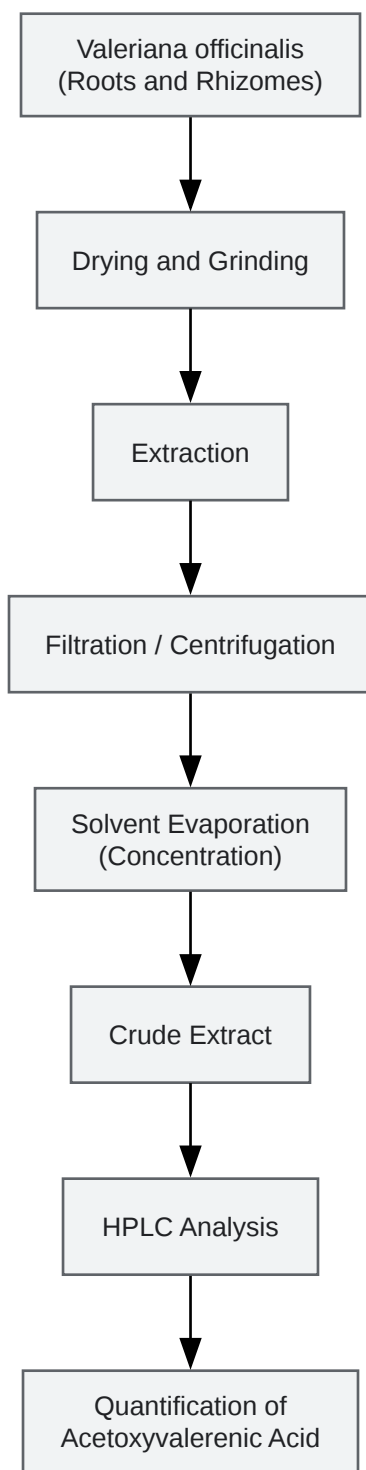 Valeriana officinalis
(Roots and Rhizomes)
Drying and Grinding
Extraction
Filtration / Centrifugation
Solvent Evaporation
(Concentration)
Crude Extract
HPLC Analysis
Quantification of
Acetoxyvalerenic Acid